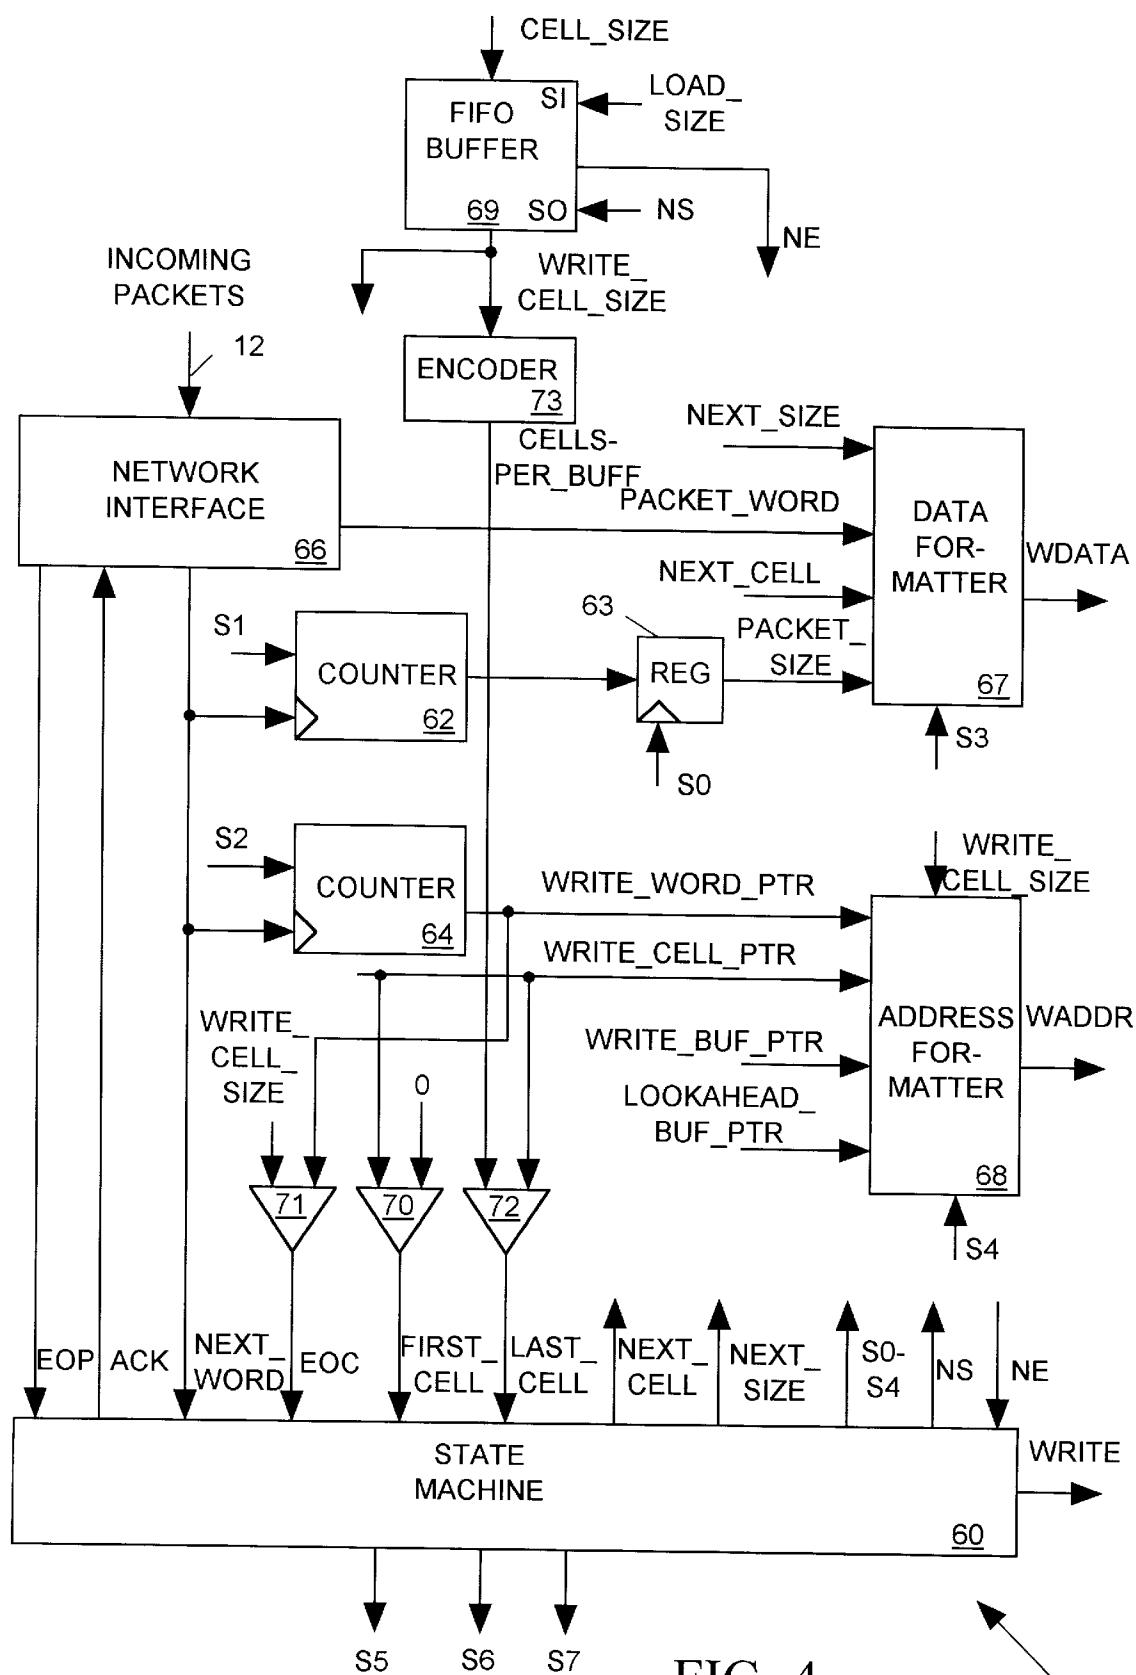 CELL_SIZE
FIFO
BUFFER
SI
LOAD_
SIZE
69
SO
NS
NE
INCOMING
PACKETS
12
WRITE_
CELL_SIZE
ENCODER
73
CELLS-
PER_BUFF
NETWORK
INTERFACE
66
NEXT_SIZE
PACKET_WORD
NEXT_CELL
PACKET_
SIZE
DATA
FOR-
MATTER
67
WDATA
S3
S1
COUNTER
62
63
REG
S0
S2
COUNTER
64
WRITE_WORD_PTR
WRITE_CELL_PTR
WRITE_
CELL_SIZE
WRITE_BUF_PTR
LOOKAHEAD_
BUF_PTR
ADDRESS
FOR-
MATTER
68
WADDR
S4
WRITE_
CELL_
SIZE
0
71
70
72
EOP
ACK
NEXT_
WORD
EOC
FIRST_
CELL
LAST_
CELL
NEXT_
CELL
NEXT_
SIZE
S0-
S4
NS
NE
STATE
MACHINE
60
WRITE
S5
S6
S7
FIG. 4